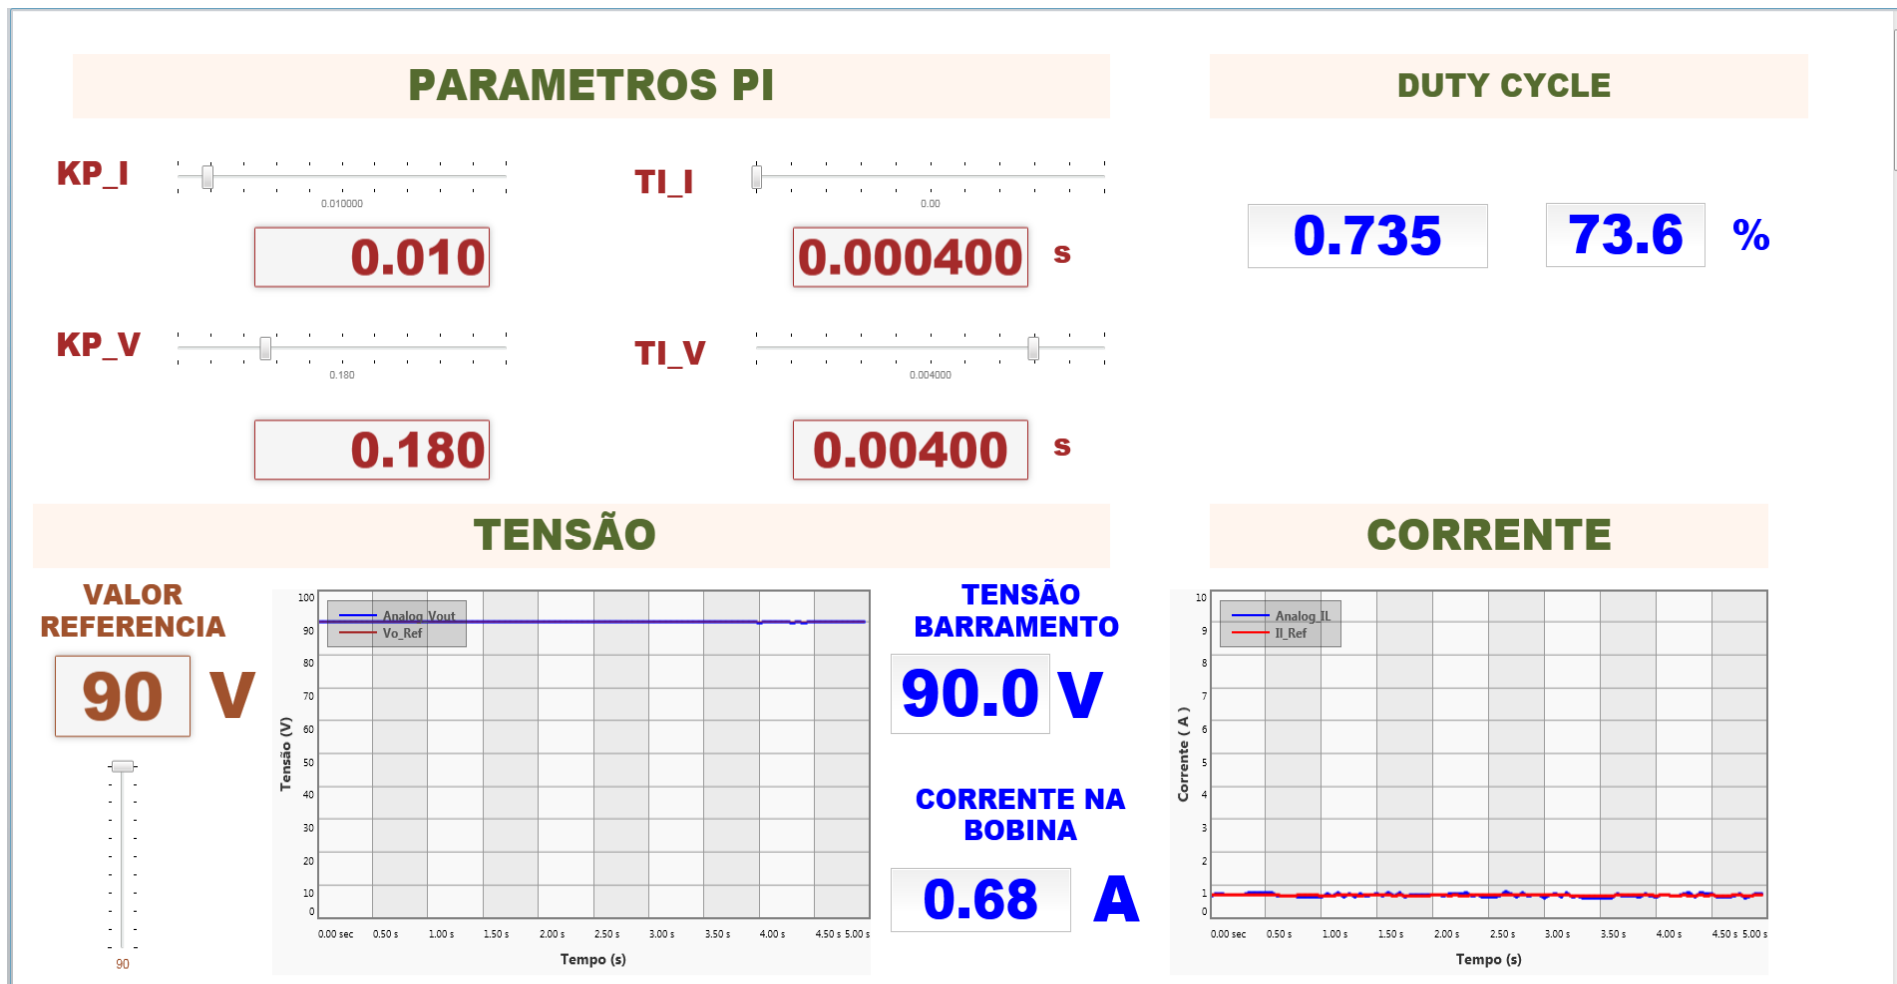 PARAMETROS PI
DUTY CYCLE
KP_I
0.010000
0.010
TI_I
0.00
0.000400 s
0.735
73.6 %
KP_V
0.180
0.180
TI_V
0.004000
0.00400 s
TENSÃO
CORRENTE
VALOR
REFERENCIA
90 V
90
Analog_Vout
Vo_Ref
Tensão (V)
100
90
80
70
60
50
40
30
20
10
0
0.00 sec 0.50 s 1.00 s 1.50 s 2.00 s 2.50 s 3.00 s 3.50 s 4.00 s 4.50 s 5.00 s
Tempo (s)
TENSÃO
BARRAMENTO
90.0 V
CORRENTE NA
BOBINA
0.68 A
Analog_IL
Il_Ref
Corrente ( A )
10
9
8
7
6
5
4
3
2
1
0
0.00 sec 0.50 s 1.00 s 1.50 s 2.00 s 2.50 s 3.00 s 3.50 s 4.00 s 4.50 s 5.00 s
Tempo (s)